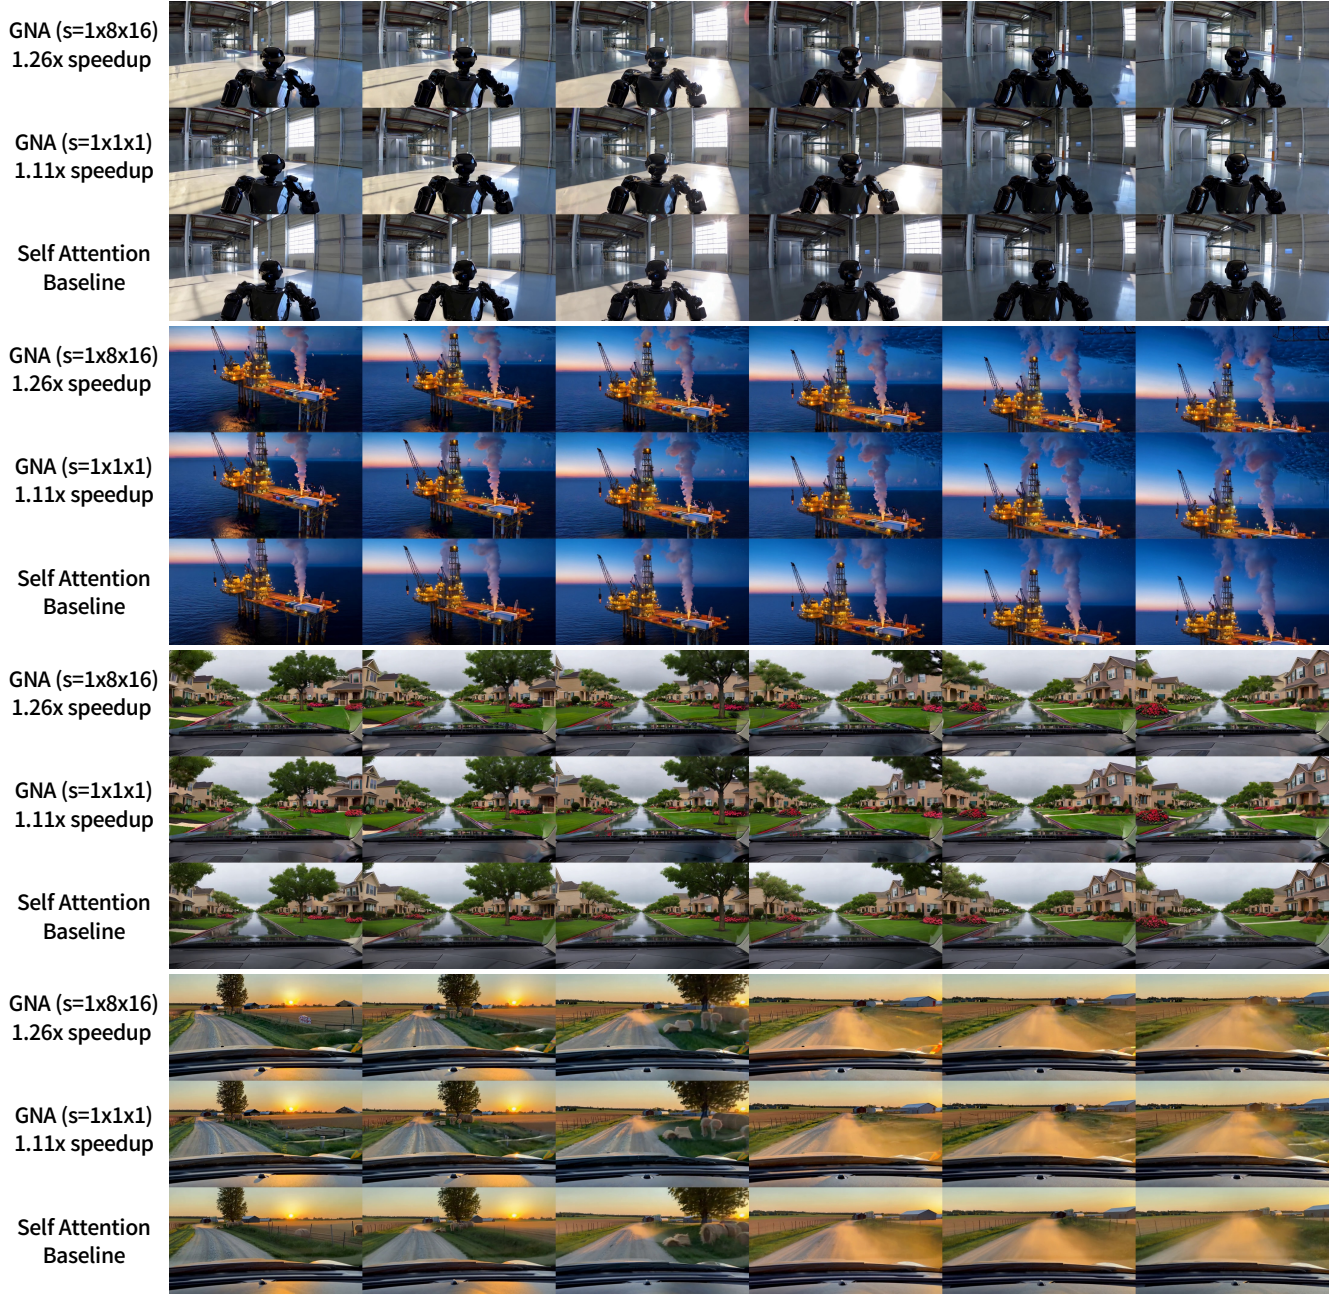 GNA (s=1x8x16)
1.26x speedup
GNA (s=1x1x1)
1.11x speedup
Self Attention
Baseline
GNA (s=1x8x16)
1.26x speedup
GNA (s=1x1x1)
1.11x speedup
Self Attention
Baseline
GNA (s=1x8x16)
1.26x speedup
GNA (s=1x1x1)
1.11x speedup
Self Attention
Baseline
GNA (s=1x8x16)
1.26x speedup
GNA (s=1x1x1)
1.11x speedup
Self Attention
Baseline